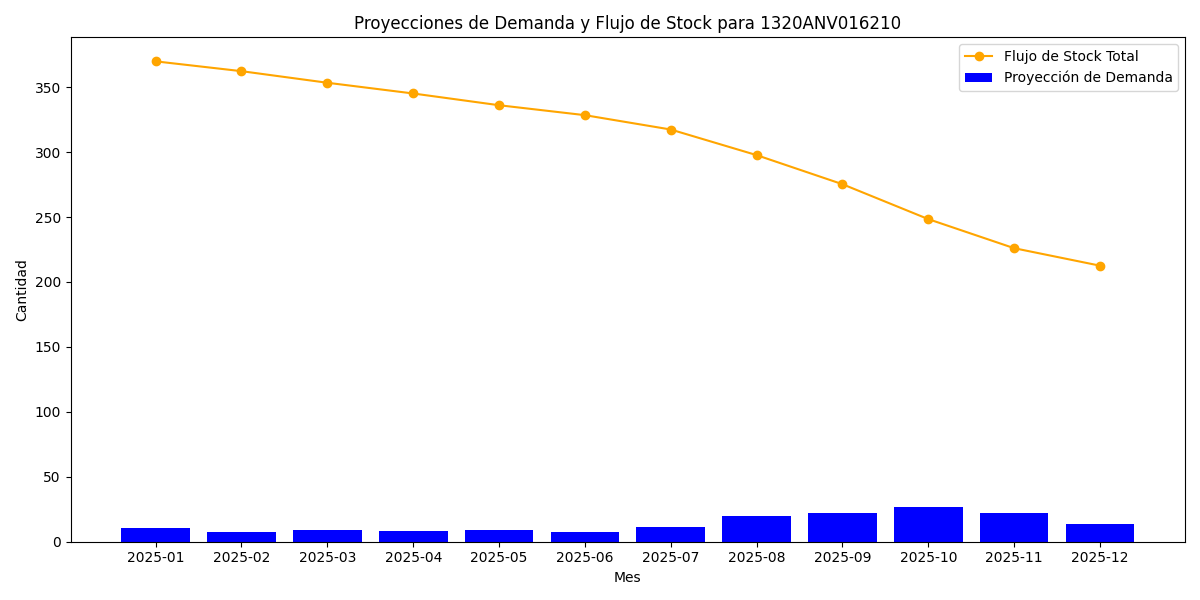 Proyecciones de Demanda y Flujo de Stock para 1320ANV016210
Flujo de Stock Total
Proyección de Demanda
Cantidad
350
300
250
200
150
100
50
0
2025-01 2025-02 2025-03 2025-04 2025-05 2025-06 2025-07 2025-08 2025-09 2025-10 2025-11 2025-12
Mes